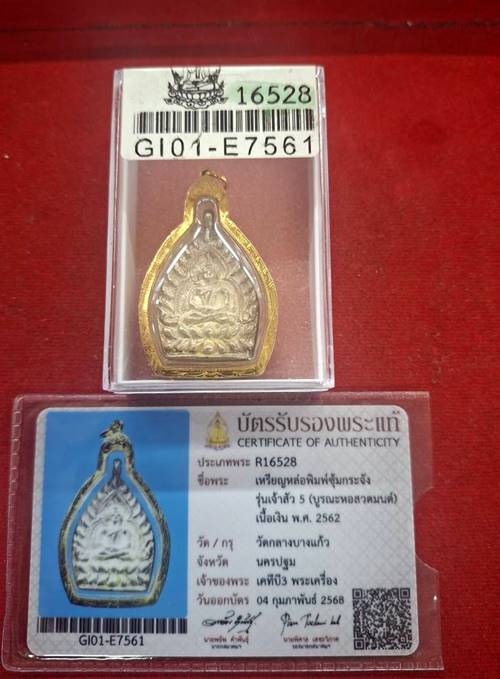 16528
GI01-E7561
บัตรรับรองพระแท้
CERTIFICATE OF AUTHENTICITY
ประเภทพระ R16528
ชื่อพระ เหรียญหล่อพิมพ์ซุ้มกระจัง
รุ่นเจ้าสัว 5 (บูรณะหอสวดมนต์)
เนื้อเงิน พ.ศ. 2562
วัด / กรุ วัดกลางบางแก้ว
จังหวัด นครปฐม
เจ้าของพระ เคทีบี3 พระเครื่อง
วันออกบัตร 04 กุมภาพันธ์ 2568
GI01-E7561